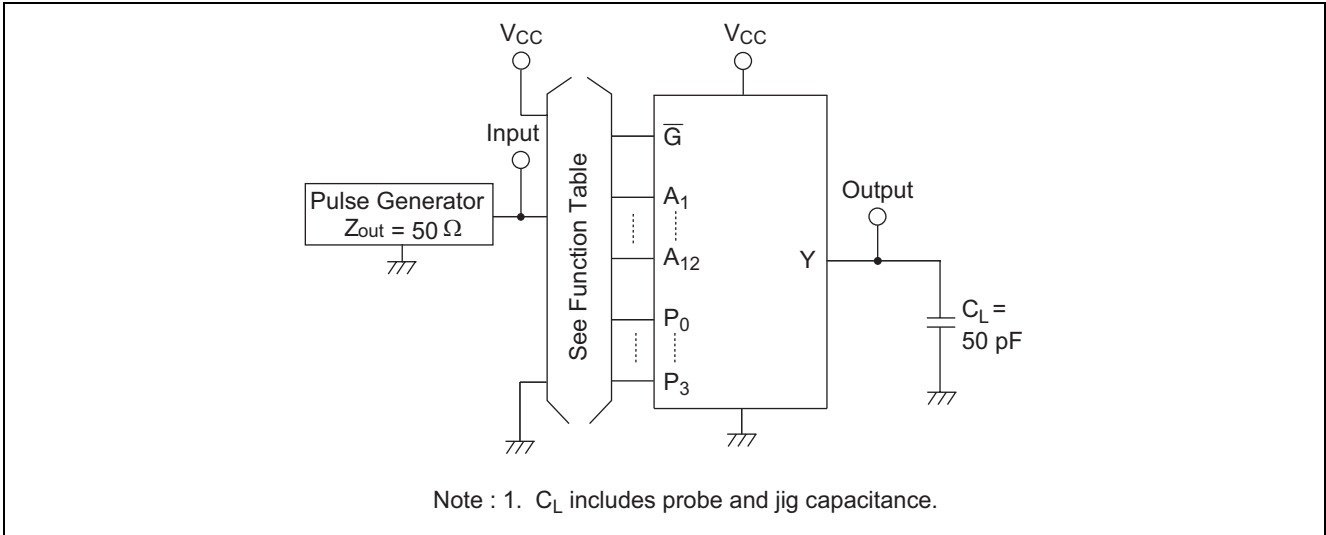 VCC
VCC
Input
Pulse Generator
Zout = 50 Ω
See Function Table
G̅
A1
A12
P0
P3
Y
Output
CL =
50 pF
Note : 1. CL includes probe and jig capacitance.